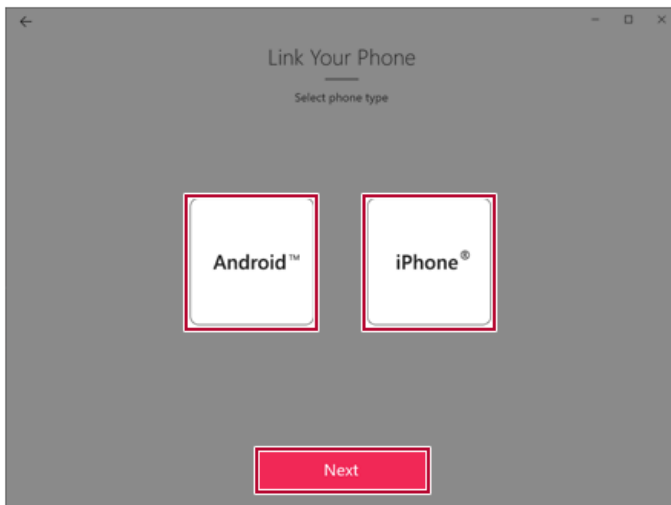 Link Your Phone
Select phone type
Android™
iPhone®
Next